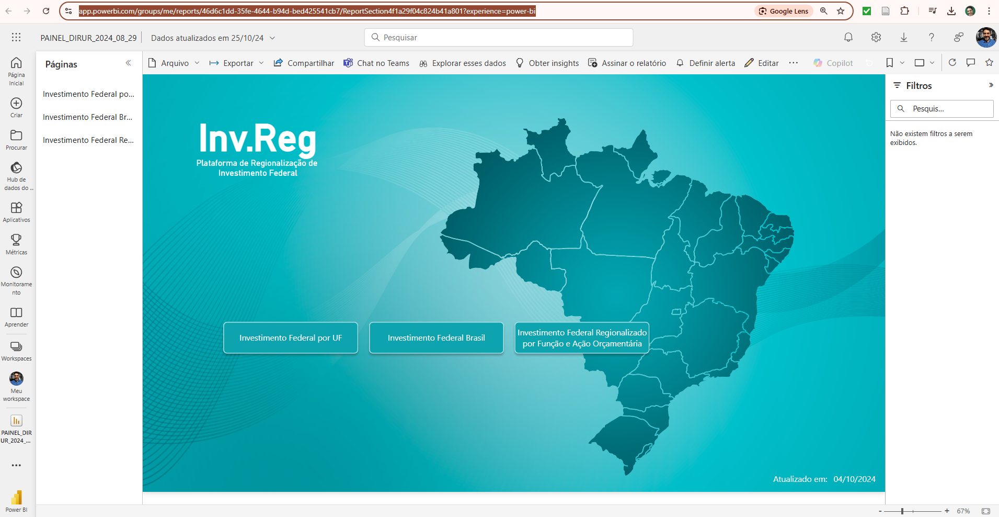 app.powerbi.com/groups/me/reports/46d6c1dd-35fe-4644-b94d-bed425541cb7/ReportSection4f1a29f04c824b41a801?experience=power-bi
Google Lens
PAINEL_DIRUR_2024_08_29
Dados atualizados em 25/10/24
Pesquisar
Página
Inicial
Criar
Procurar
Hub de
dados do ...
Aplicativos
Métricas
Monitorame
nto
Aprender
Workspaces
Meu
workspace
PAINEL_DIR
UR_2024_...
Power BI
Páginas
Investimento Federal po...
Investimento Federal Br...
Investimento Federal Re...
Arquivo
Exportar
Compartilhar
Chat no Teams
Explorar esses dados
Obter insights
Assinar o relatório
Definir alerta
Editar
Copilot
Inv.Reg
Plataforma de Regionalização de
Investimento Federal
Investimento Federal por UF
Investimento Federal Brasil
Investimento Federal Regionalizado
por Função e Ação Orçamentária
Atualizado em: 04/10/2024
Filtros
Pesquis...
Não existem filtros a serem
exibidos.
- + 67%